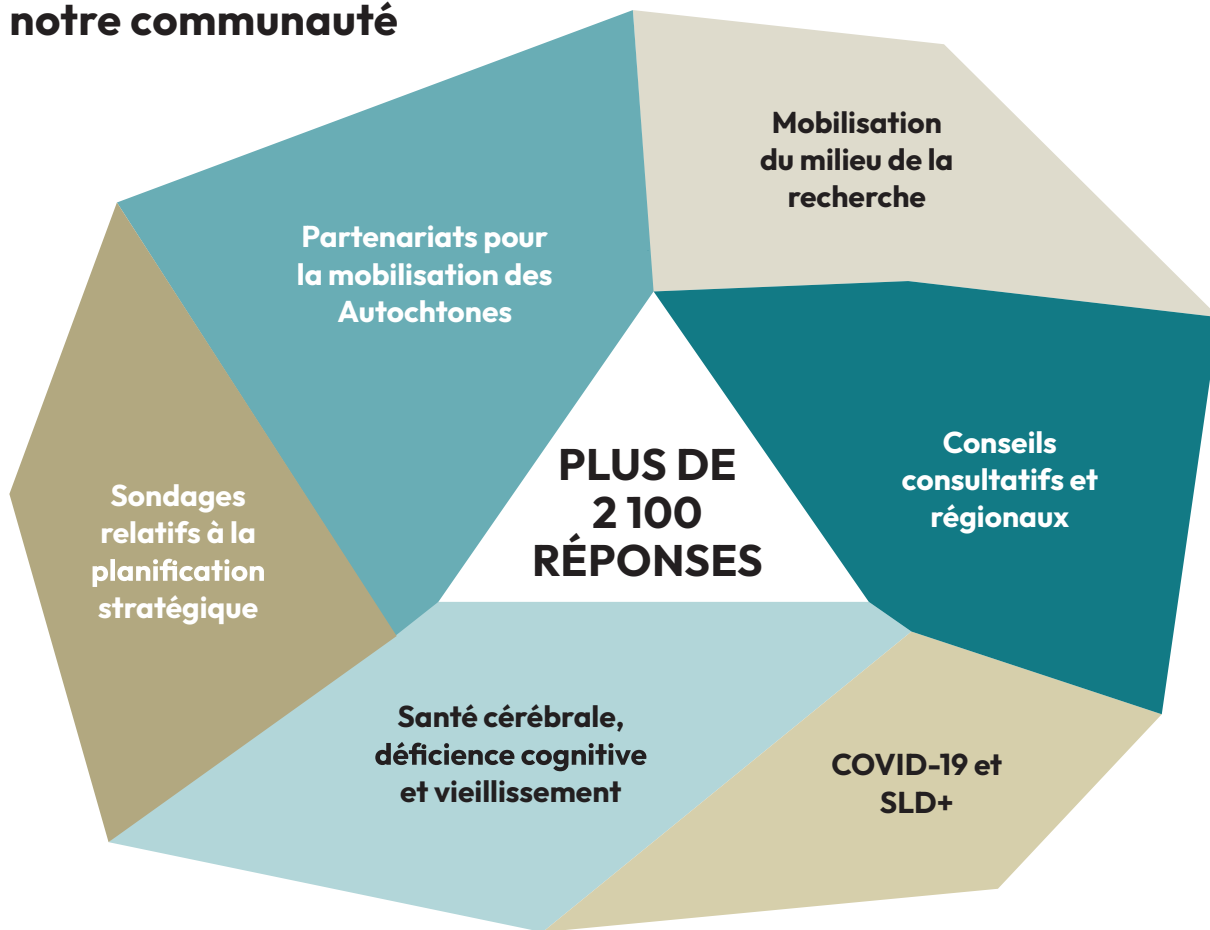 notre communauté
Mobilisation
du milieu de la
recherche
Partenariats pour
la mobilisation des
Autochtones
Conseils
consultatifs et
régionaux
PLUS DE
2 100
RÉPONSES
Sondages
relatifs à la
planification
stratégique
Santé cérébrale,
déficience cognitive
et vieillissement
COVID-19 et
SLD+